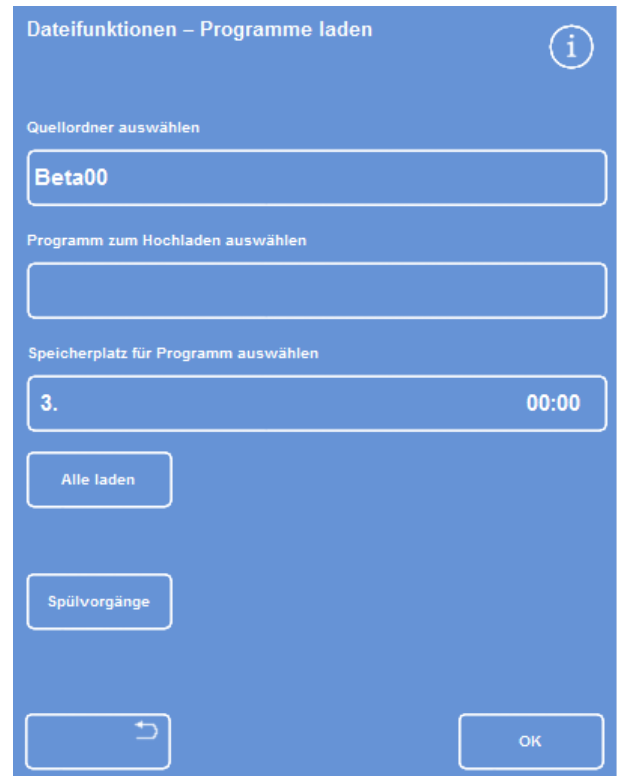 Dateifunktionen – Programme laden
i
Quellordner auswählen
Beta00
Programm zum Hochladen auswählen
Speicherplatz für Programm auswählen
3. 00:00
Alle laden
Spülvorgänge
OK